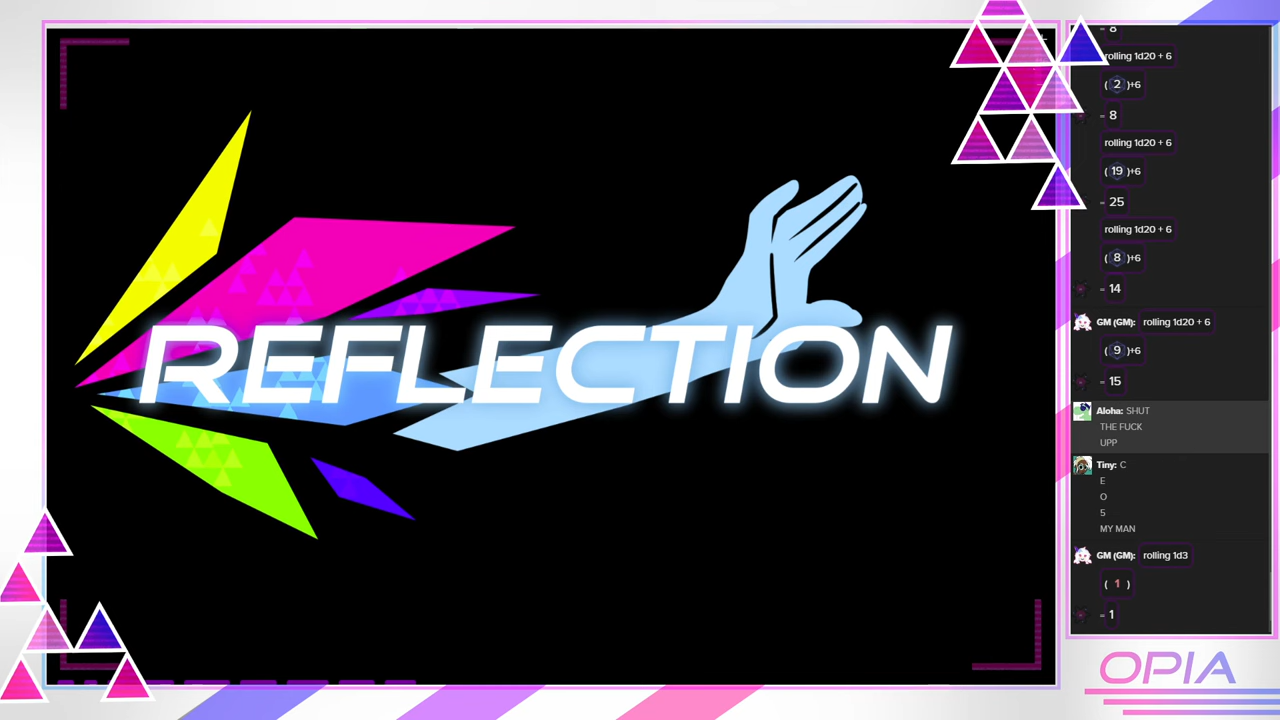 REFLECTION
= 8
rolling 1d20 + 6
( 2 )+6
= 8
rolling 1d20 + 6
( 19 )+6
= 25
rolling 1d20 + 6
( 8 )+6
= 14
GM (GM): rolling 1d20 + 6
( 9 )+6
= 15
Aloha: SHUT
THE FUCK
UPP
Tiny: C
E
O
5
MY MAN
GM (GM): rolling 1d3
( 1 )
= 1
OPIA